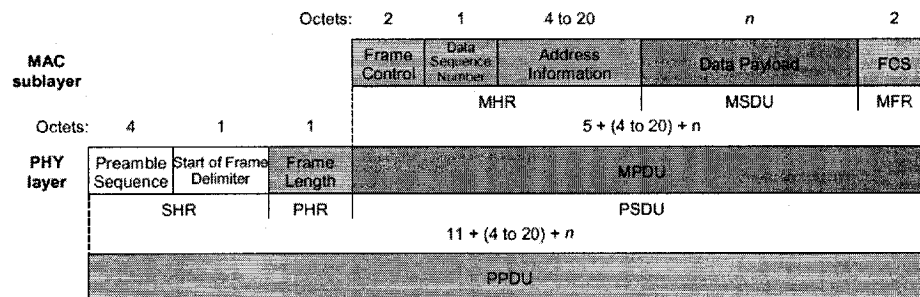 Octets: 2 1 4 to 20 n 2
MAC sublayer
Frame Control
Data Sequence Number
Address Information
Data Payload
FCS
MHR MSDU MFR
Octets: 4 1 1 5 + (4 to 20) + n
PHY layer
Preamble Sequence
Start of Frame Delimiter
Frame Length
MPDU
SHR PHR PSDU
11 + (4 to 20) + n
PPDU